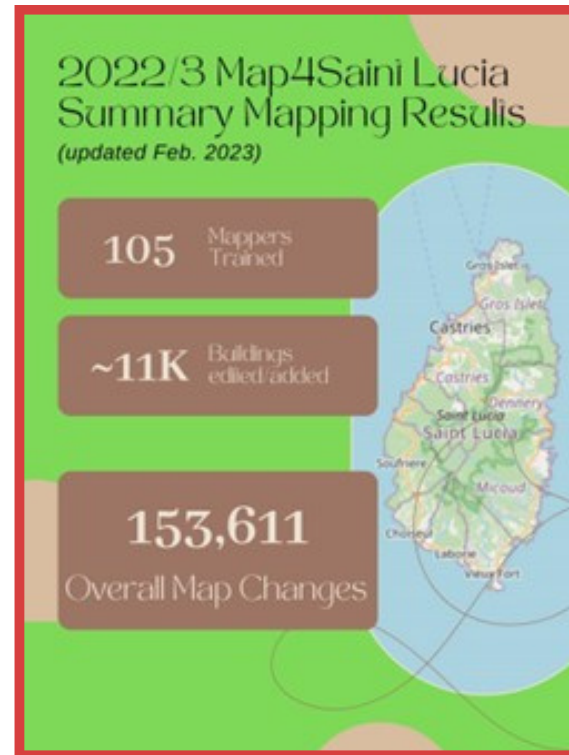 2022/3 Map4Saint Lucia
Summary Mapping Results
(updated Feb. 2023)
105 Mappers
Trained
~11K Buildings
edited/added
153,611
Overall Map Changes
Gros Islet
Gros Islet
Castries
Castries
Dennery
Saint Lucia
Saint Lucia
Soufriere
Micoud
Choiseul
Laborie
Vieux Fort